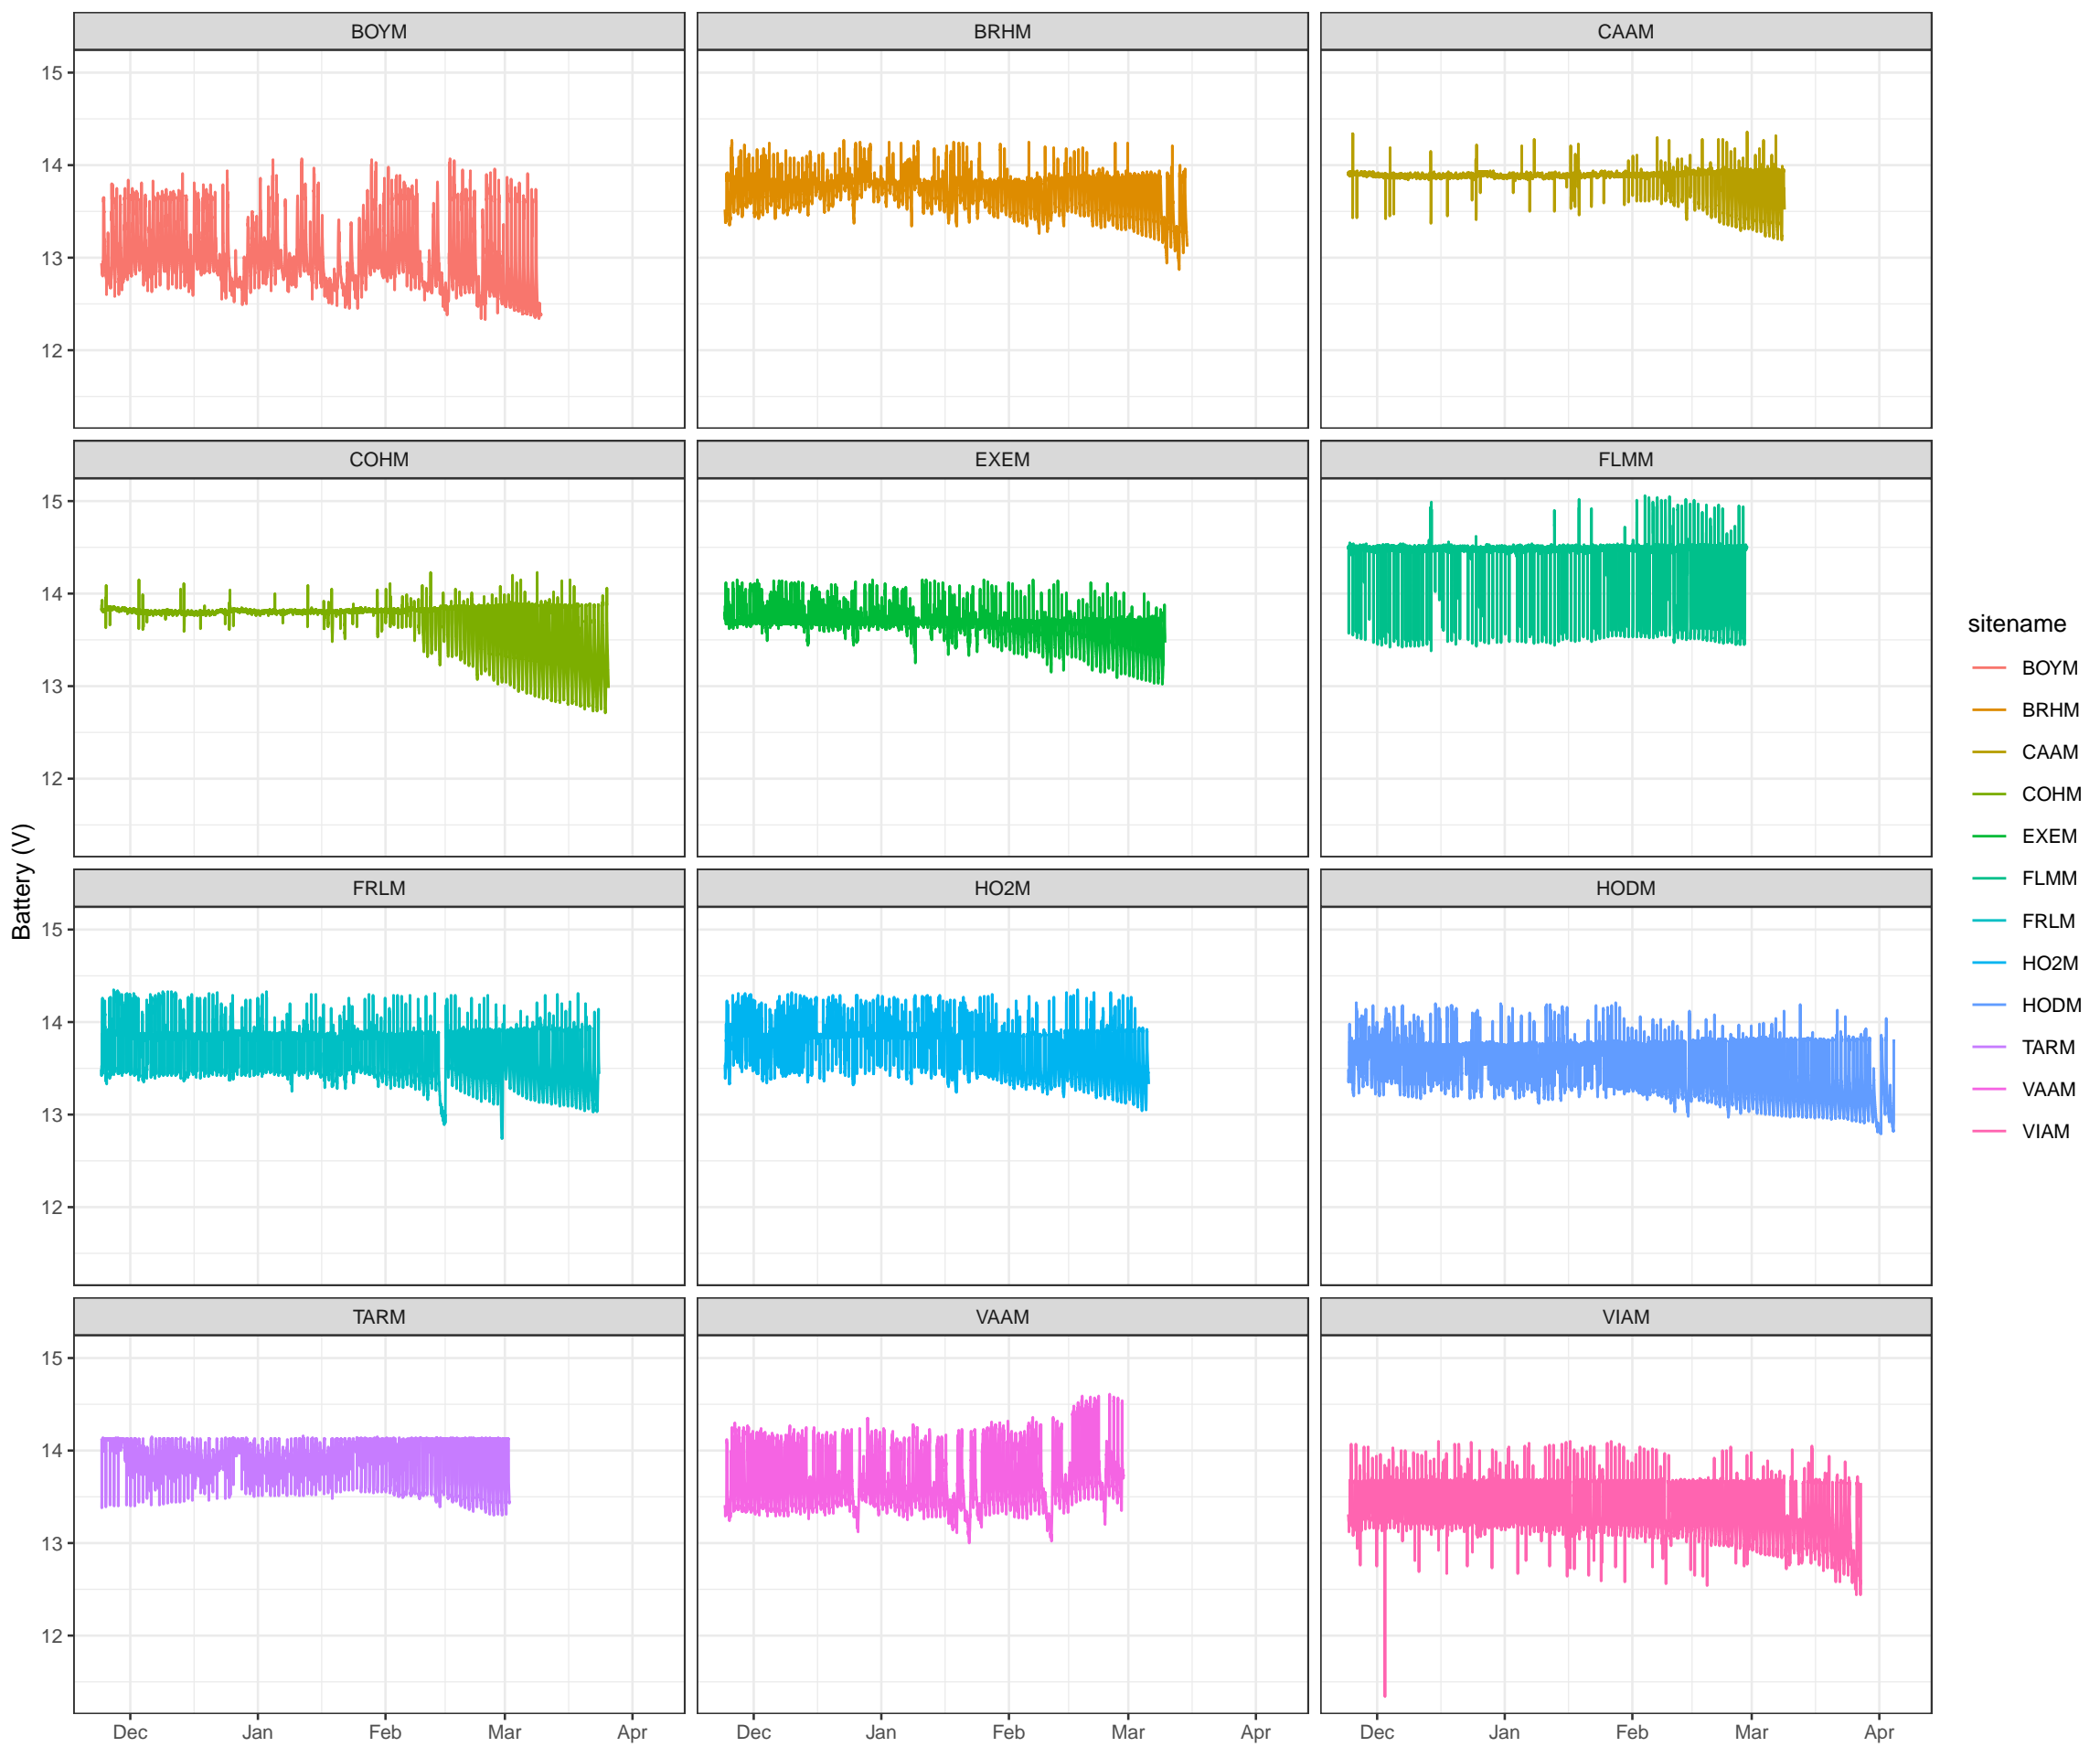 BOYM
BRHM
CAAM
15
14
13
12
COHM
EXEM
FLMM
15
14
13
12
Battery (V)
FRLM
HO2M
HODM
15
14
13
12
TARM
VAAM
VIAM
15
14
13
12
Dec Jan Feb Mar Apr
Dec Jan Feb Mar Apr
Dec Jan Feb Mar Apr
sitename
BOYM
BRHM
CAAM
COHM
EXEM
FLMM
FRLM
HO2M
HODM
TARM
VAAM
VIAM